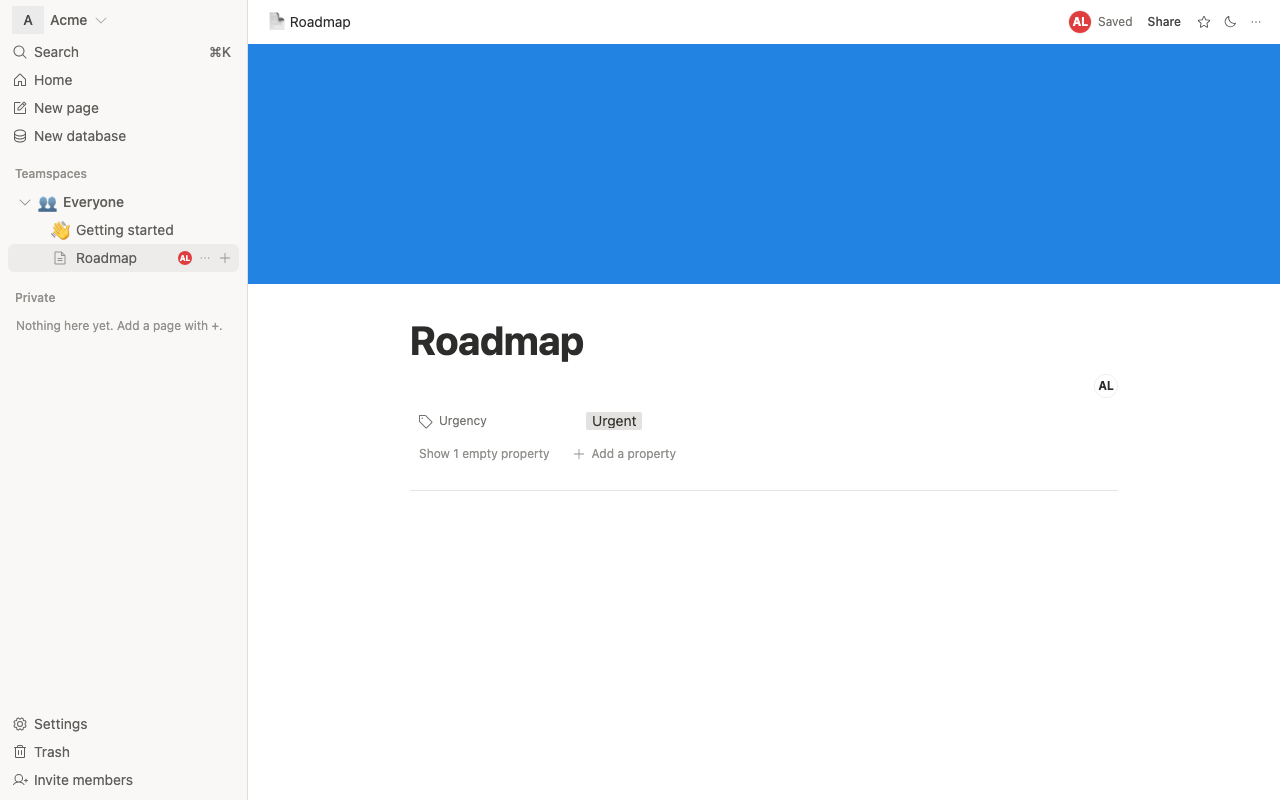 A Acme
Search ⌘K
Home
New page
New database
Teamspaces
Everyone
Getting started
Roadmap AL
Private
Nothing here yet. Add a page with +.
Settings
Trash
Invite members
Roadmap
AL Saved Share
Roadmap
AL
Urgency Urgent
Show 1 empty property Add a property